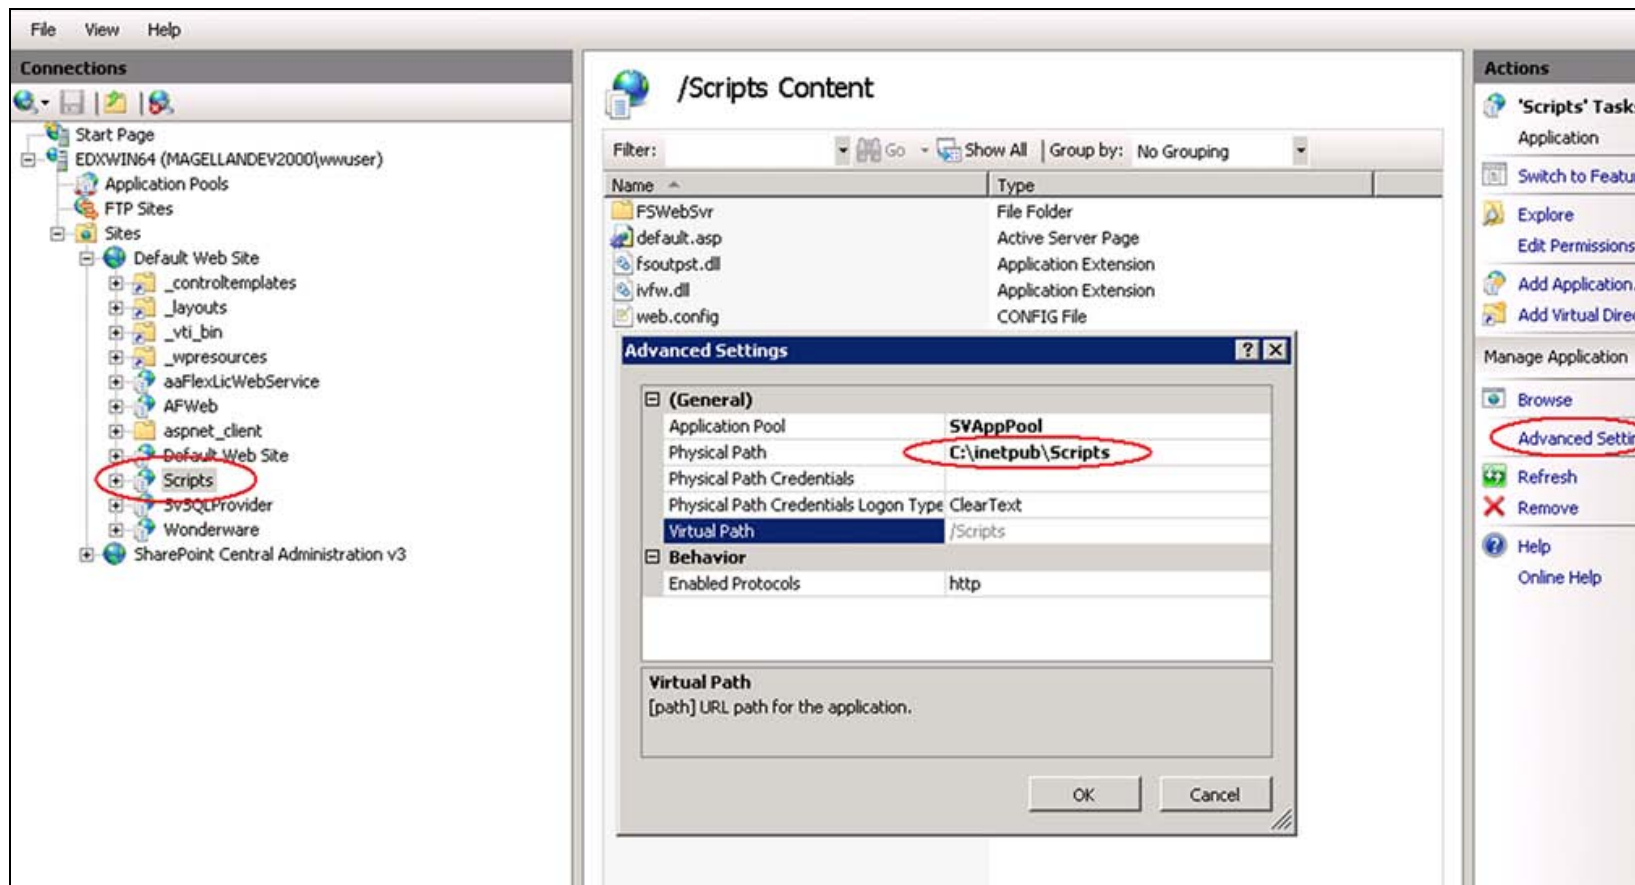 File View Help
Connections
Start Page
EDXWIN64 (MAGELLANDEV2000\wwuser)
Application Pools
FTP Sites
Sites
Default Web Site
_controltemplates
_layouts
_vti_bin
_wpresources
aaFlexLicWebService
AFWeb
aspnet_client
Default Web Site
Scripts
SvSQLProvider
Wonderware
SharePoint Central Administration v3
/Scripts Content
Filter: Go Show All Group by: No Grouping
Name Type
FSWebSvr File Folder
default.asp Active Server Page
fsoutpst.dll Application Extension
ivfw.dll Application Extension
web.config CONFIG File
Advanced Settings
(General)
Application Pool SVAppPool
Physical Path C:\inetpub\Scripts
Physical Path Credentials
Physical Path Credentials Logon Type ClearText
Virtual Path /Scripts
Behavior
Enabled Protocols http
Virtual Path
[path] URL path for the application.
OK Cancel
Actions
'Scripts' Task
Application
Switch to Featu
Explore
Edit Permissions
Add Application.
Add Virtual Direc
Manage Application
Browse
Advanced Settin
Refresh
Remove
Help
Online Help